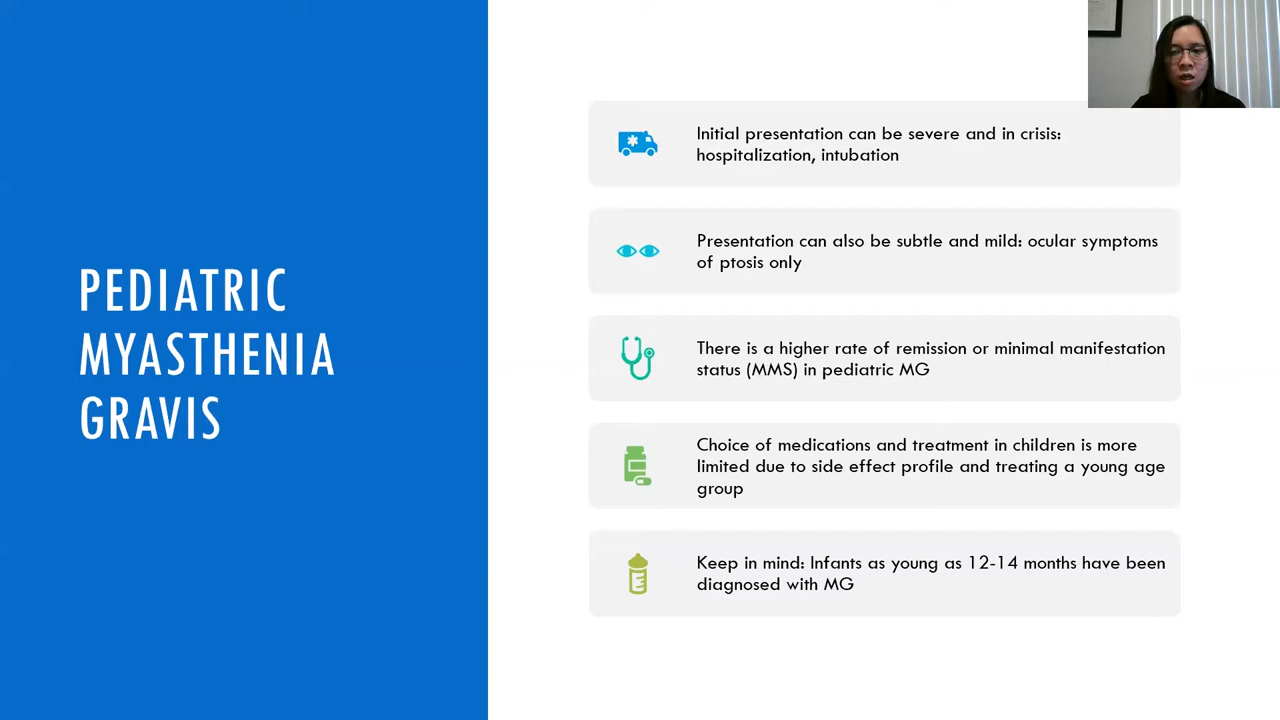 PEDIATRIC
MYASTHENIA
GRAVIS
Initial presentation can be severe and in crisis:
hospitalization, intubation
Presentation can also be subtle and mild: ocular symptoms
of ptosis only
There is a higher rate of remission or minimal manifestation
status (MMS) in pediatric MG
Choice of medications and treatment in children is more
limited due to side effect profile and treating a young age
group
Keep in mind: Infants as young as 12-14 months have been
diagnosed with MG